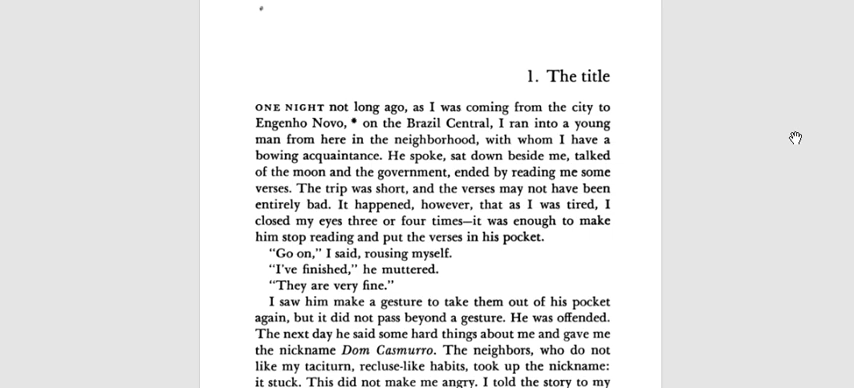 1. The title
ONE NIGHT not long ago, as I was coming from the city to
Engenho Novo, * on the Brazil Central, I ran into a young
man from here in the neighborhood, with whom I have a
bowing acquaintance. He spoke, sat down beside me, talked
of the moon and the government, ended by reading me some
verses. The trip was short, and the verses may not have been
entirely bad. It happened, however, that as I was tired, I
closed my eyes three or four times—it was enough to make
him stop reading and put the verses in his pocket.
“Go on,” I said, rousing myself.
“I've finished,” he muttered.
“They are very fine.”
I saw him make a gesture to take them out of his pocket
again, but it did not pass beyond a gesture. He was offended.
The next day he said some hard things about me and gave me
the nickname Dom Casmurro. The neighbors, who do not
like my taciturn, recluse-like habits, took up the nickname:
it stuck. This did not make me angry. I told the story to my